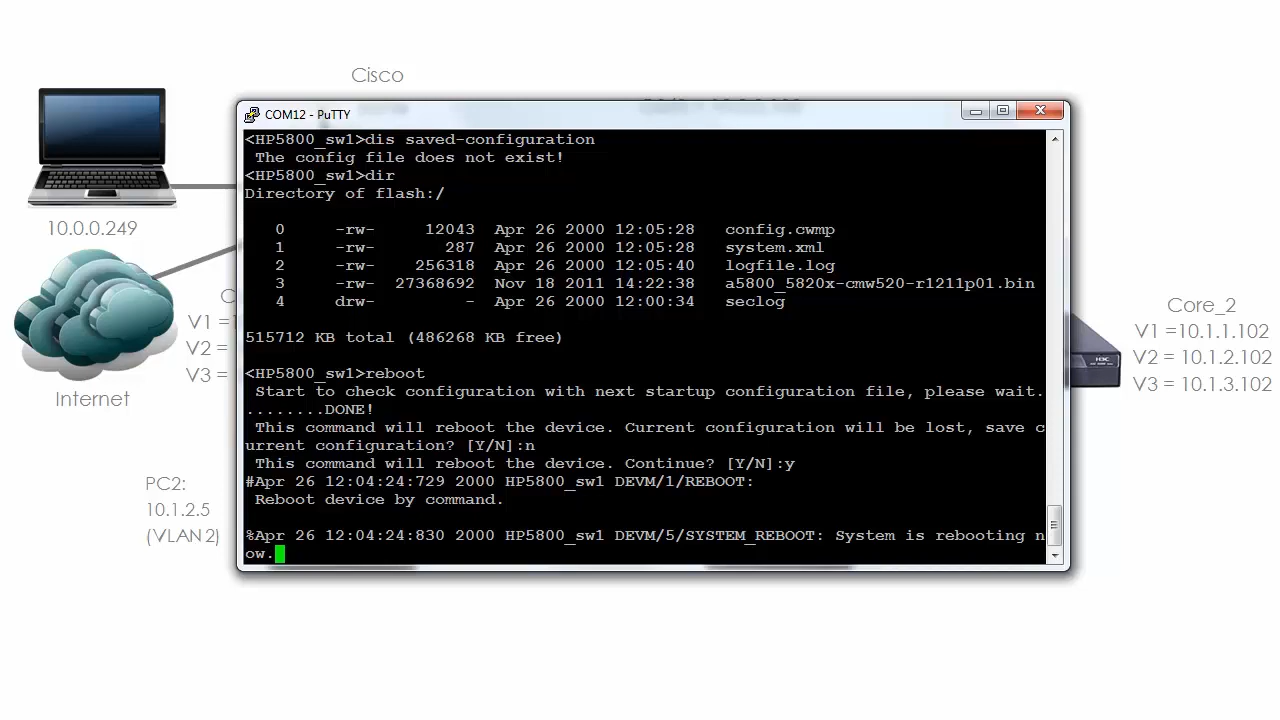 Cisco
COM12 - PuTTY
<HP5800_sw1>dis saved-configuration
The config file does not exist!
<HP5800_sw1>dir
Directory of flash:/
0 -rw- 12043 Apr 26 2000 12:05:28 config.cwmp
1 -rw- 287 Apr 26 2000 12:05:28 system.xml
2 -rw- 256318 Apr 26 2000 12:05:40 logfile.log
3 -rw- 27368692 Nov 18 2011 14:22:38 a5800_5820x-cmw520-r1211p01.bin
4 drw- - Apr 26 2000 12:00:34 seclog
515712 KB total (486268 KB free)
<HP5800_sw1>reboot
Start to check configuration with next startup configuration file, please wait.
........DONE!
This command will reboot the device. Current configuration will be lost, save c
urrent configuration? [Y/N]:n
This command will reboot the device. Continue? [Y/N]:y
#Apr 26 12:04:24:729 2000 HP5800_sw1 DEVM/1/REBOOT:
Reboot device by command.
%Apr 26 12:04:24:830 2000 HP5800_sw1 DEVM/5/SYSTEM_REBOOT: System is rebooting n
ow.
10.0.0.249
V1 =
V2 =
V3 =
Internet
PC2:
10.1.2.5
(VLAN 2)
Core_2
V1 =10.1.1.102
V2 = 10.1.2.102
V3 = 10.1.3.102
H3C